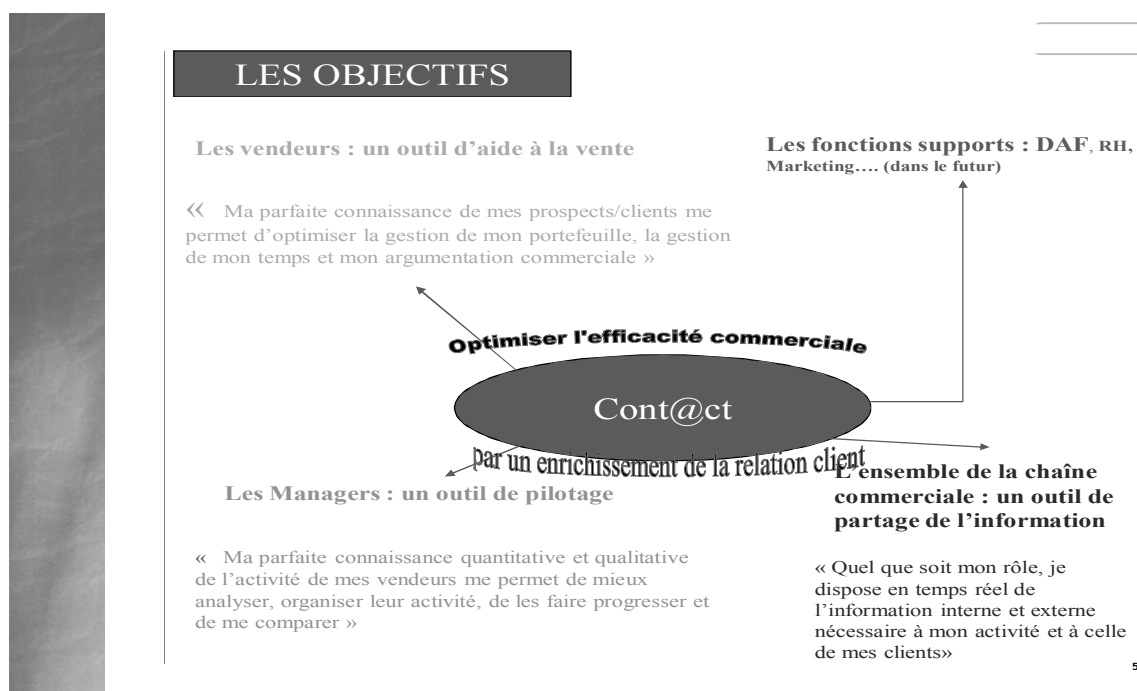 LES OBJECTIFS
Les vendeurs : un outil d’aide à la vente
« Ma parfaite connaissance de mes prospects/clients me
permet d’optimiser la gestion de mon portefeuille, la gestion
de mon temps et mon argumentation commerciale »
Les fonctions supports : DAF, RH,
Marketing…. (dans le futur)
Optimiser l'efficacité commerciale
Cont@ct
par un enrichissement de la relation client
Les Managers : un outil de pilotage
« Ma parfaite connaissance quantitative et qualitative
de l’activité de mes vendeurs me permet de mieux
analyser, organiser leur activité, de les faire progresser et
de me comparer »
L’ensemble de la chaîne
commerciale : un outil de
partage de l’information
« Quel que soit mon rôle, je
dispose en temps réel de
l’information interne et externe
nécessaire à mon activité et à celle
de mes clients»
5